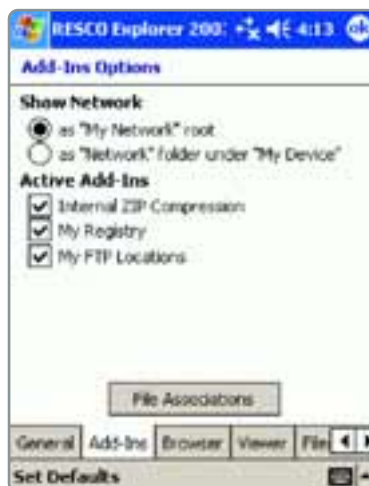 RESCO Explorer 200 4:13 ok
Add-Ins Options
Show Network
as "My Network" root
as "Network" folder under "My Device"
Active Add-Ins
Internal ZIP Compression
My Registry
My FTP Locations
File Associations
General Add-Ins Browser Viewer File
Set Defaults